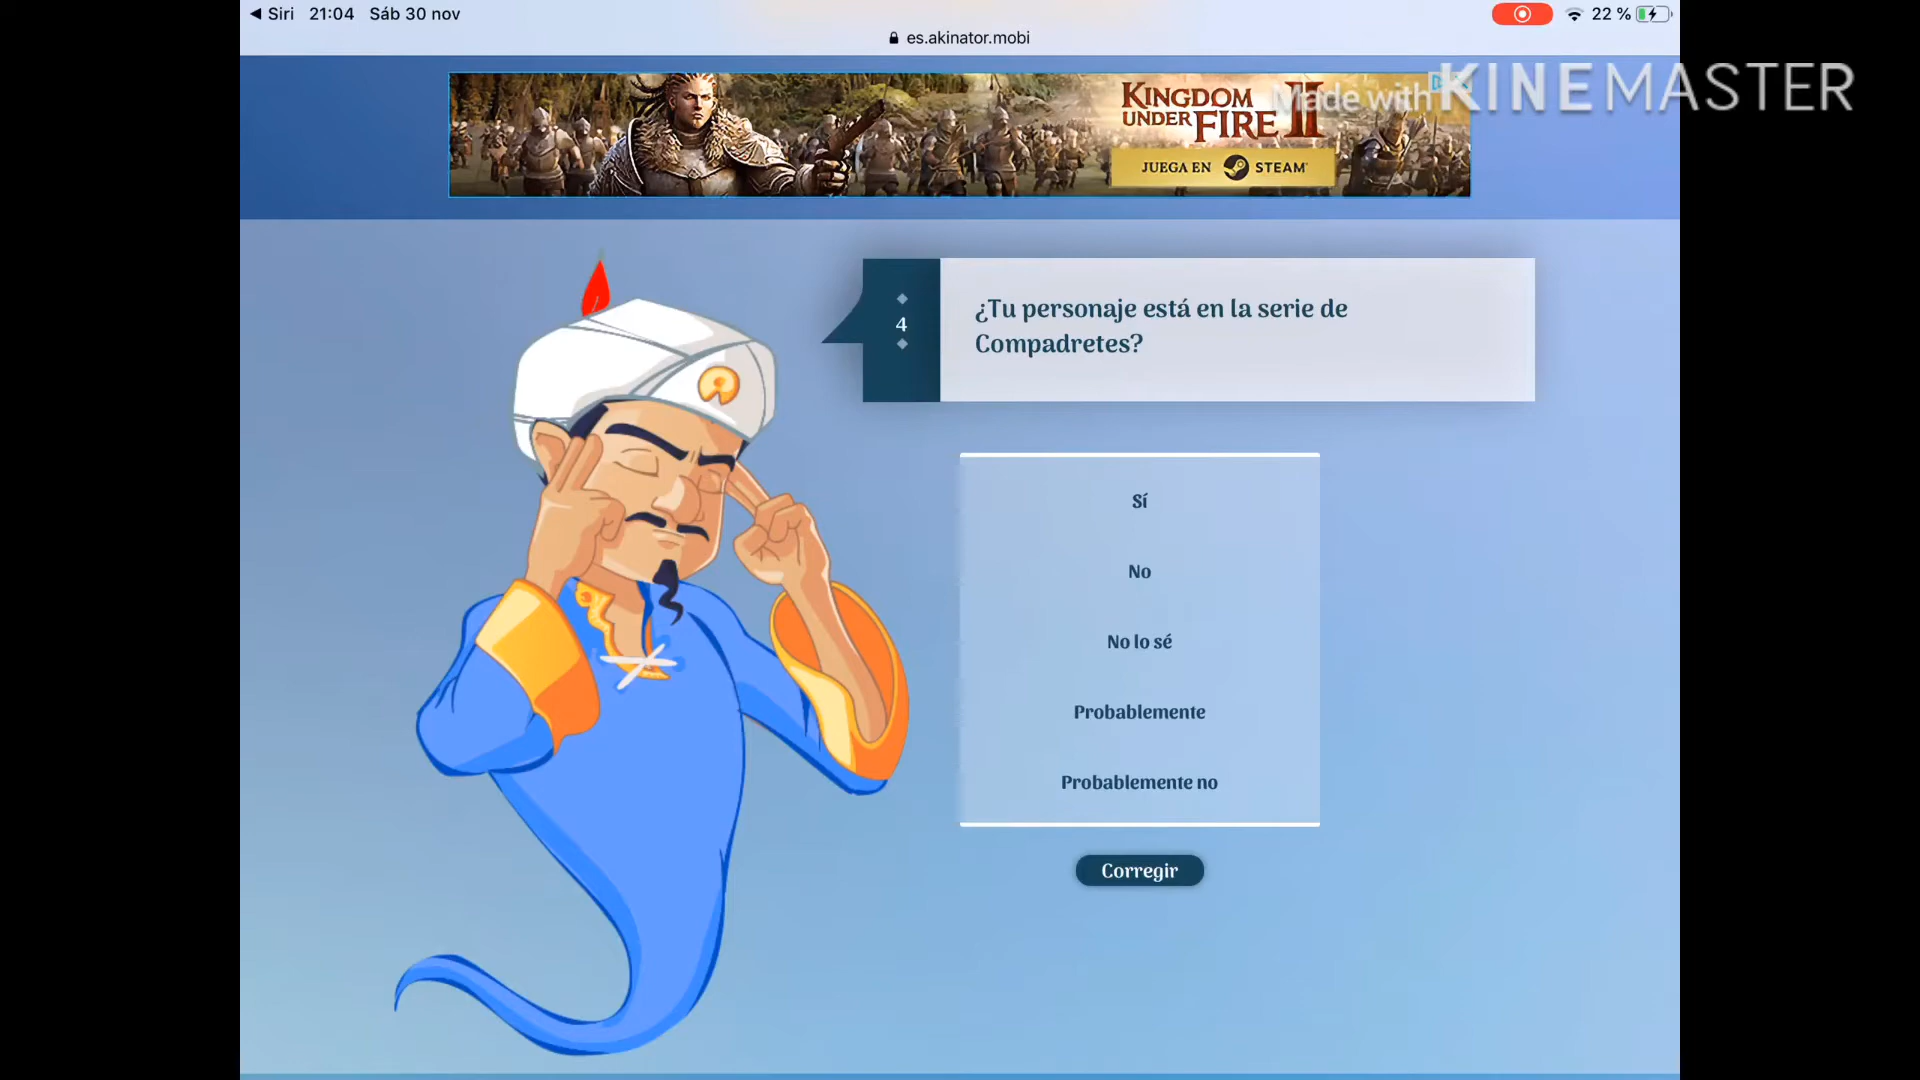 Siri 21:04 Sáb 30 nov
22 %
es.akinator.mobi
KINGDOM
UNDER FIRE II
JUEGA EN STEAM
Made with KINEMASTER
4
¿Tu personaje está en la serie de
Compadretes?
Sí
No
No lo sé
Probablemente
Probablemente no
Corregir